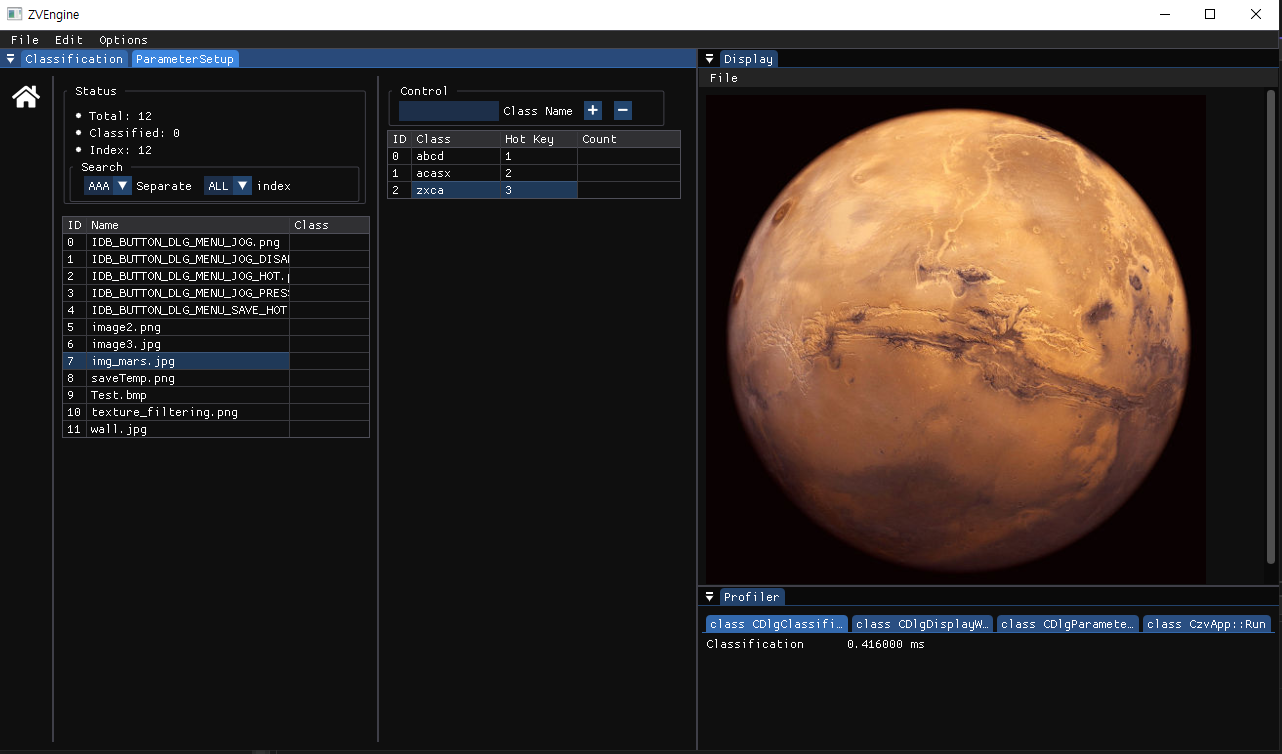 ZVEngine
File Edit Options
Classification ParameterSetup
Status
Total: 12
Classified: 0
Index: 12
Search
AAA Separate ALL index
ID Name Class
0 IDB_BUTTON_DLG_MENU_JOG.png
1 IDB_BUTTON_DLG_MENU_JOG_DISA
2 IDB_BUTTON_DLG_MENU_JOG_HOT.p
3 IDB_BUTTON_DLG_MENU_JOG_PRES
4 IDB_BUTTON_DLG_MENU_SAVE_HOT
5 image2.png
6 image3.jpg
7 img_mars.jpg
8 saveTemp.png
9 Test.bmp
10 texture_filtering.png
11 wall.jpg
Control
Class Name + −
ID Class Hot Key Count
0 abcd 1
1 acasx 2
2 zxca 3
Display
File
Profiler
class CDlgClassifi… class CDlgDisplayW… class CDlgParamete… class CzvApp::Run
Classification 0.416000 ms